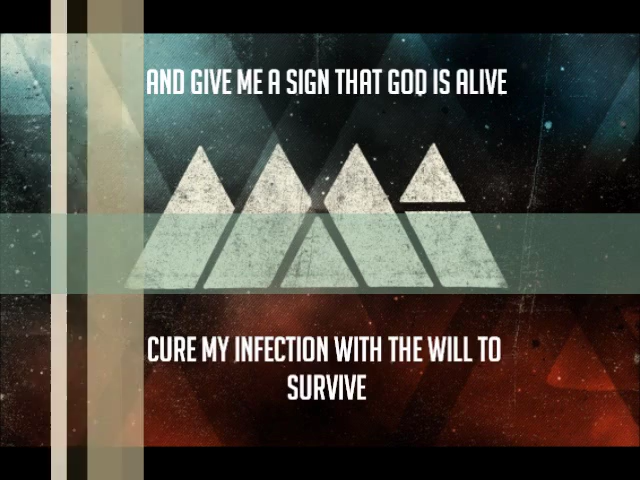 AND GIVE ME A SIGN THAT GOD IS ALIVE
CURE MY INFECTION WITH THE WILL TO
SURVIVE